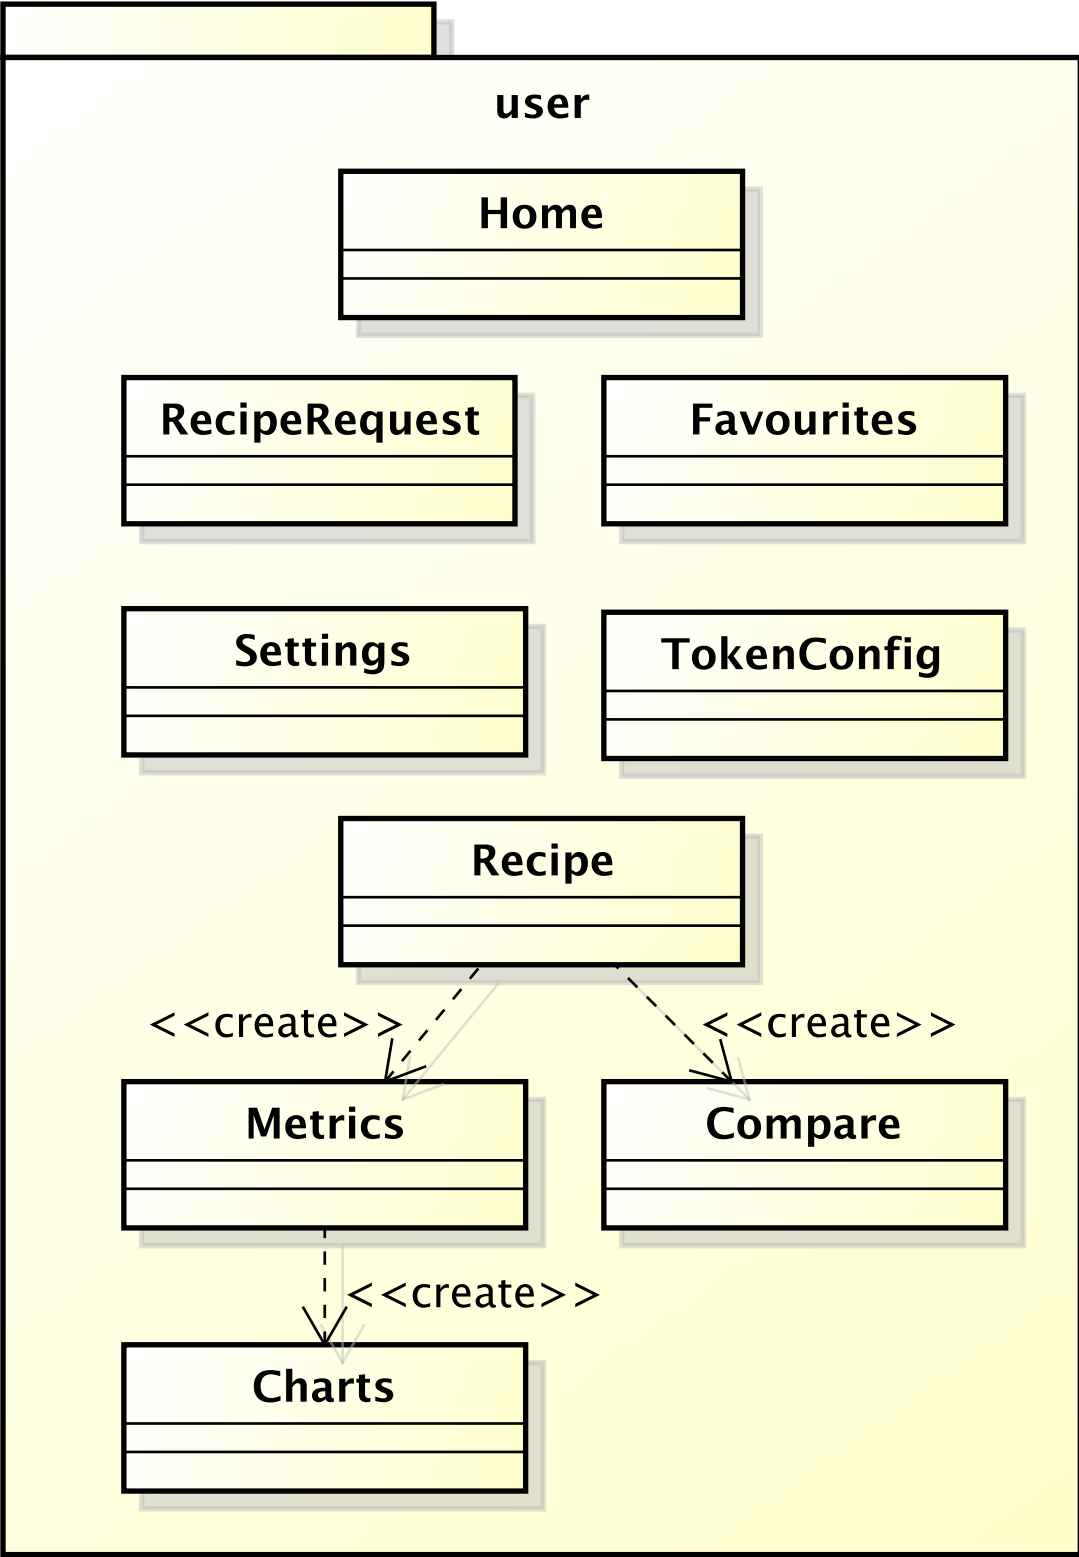 user
Home
RecipeRequest
Favourites
Settings
TokenConfig
Recipe
<<create>>
<<create>>
Metrics
Compare
<<create>>
Charts